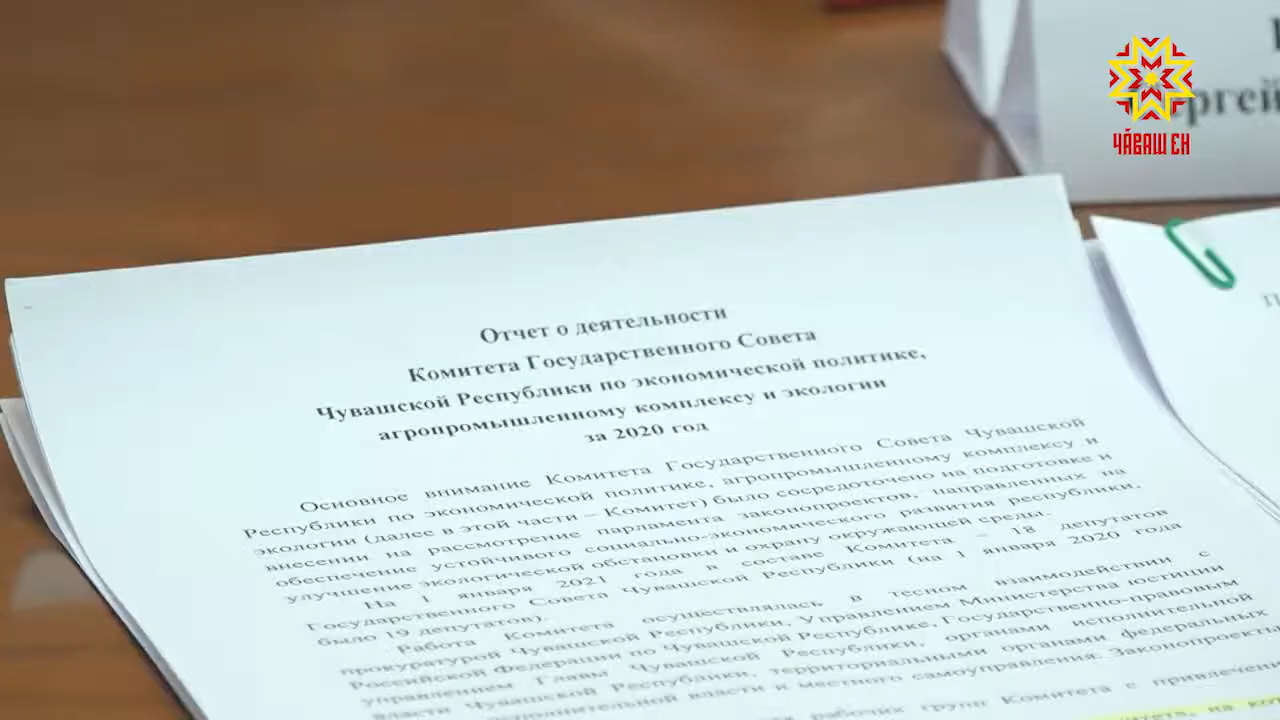 ЧӐВАШ ЕН
Отчет о деятельности
Комитета Государственного Совета
Чувашской Республики по экономической политике,
агропромышленному комплексу и экологии
за 2020 год
Основное внимание Комитета Государственного Совета Чувашской
Республики по экономической политике, агропромышленному комплексу и
экологии (далее в этой части – Комитет) было сосредоточено на подготовке и
внесении на рассмотрение парламента законопроектов, направленных на
обеспечение устойчивого социально-экономического развития республики,
улучшение экологической обстановки и охрану окружающей среды.
На 1 января 2021 года в составе Комитета – 18 депутатов
Государственного Совета Чувашской Республики (на 1 января 2020 года
было 19 депутатов).
Работа Комитета осуществлялась в тесном взаимодействии с
прокуратурой Чувашской Республики, Управлением Министерства юстиции
Российской Федерации по Чувашской Республике, Государственно-правовым
управлением Главы Чувашской Республики, органами исполнительной
власти Чувашской Республики, территориальными органами федеральных
власти и местного самоуправления
рабочих групп Комитета с